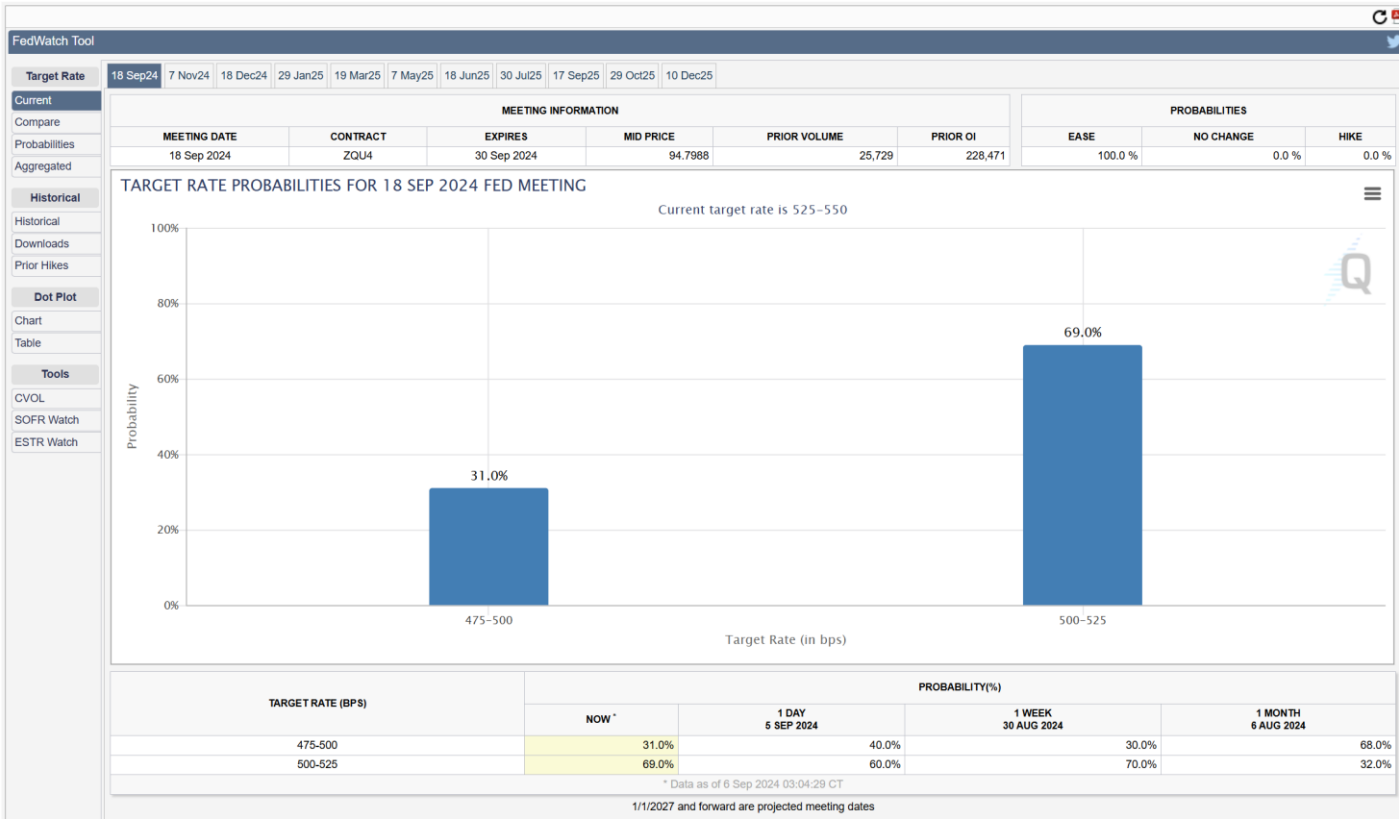 FedWatch Tool
Target Rate
Current
Compare
Probabilities
Aggregated
Historical
Historical
Downloads
Prior Hikes
Dot Plot
Chart
Table
Tools
CVOL
SOFR Watch
ESTR Watch
18 Sep24 7 Nov24 18 Dec24 29 Jan25 19 Mar25 7 May25 18 Jun25 30 Jul25 17 Sep25 29 Oct25 10 Dec25
MEETING INFORMATION
MEETING DATE CONTRACT EXPIRES MID PRICE PRIOR VOLUME PRIOR OI
18 Sep 2024 ZQU4 30 Sep 2024 94.7988 25,729 228,471
PROBABILITIES
EASE NO CHANGE HIKE
100.0 % 0.0 % 0.0 %
TARGET RATE PROBABILITIES FOR 18 SEP 2024 FED MEETING
Current target rate is 525–550
Q
Probability
100%
80%
60%
40%
20%
0%
31.0%
69.0%
475–500
500–525
Target Rate (in bps)
TARGET RATE (BPS) PROBABILITY(%)
NOW * 1 DAY 1 WEEK 1 MONTH
5 SEP 2024 30 AUG 2024 6 AUG 2024
475-500 31.0% 40.0% 30.0% 68.0%
500-525 69.0% 60.0% 70.0% 32.0%
* Data as of 6 Sep 2024 03:04:29 CT
1/1/2027 and forward are projected meeting dates